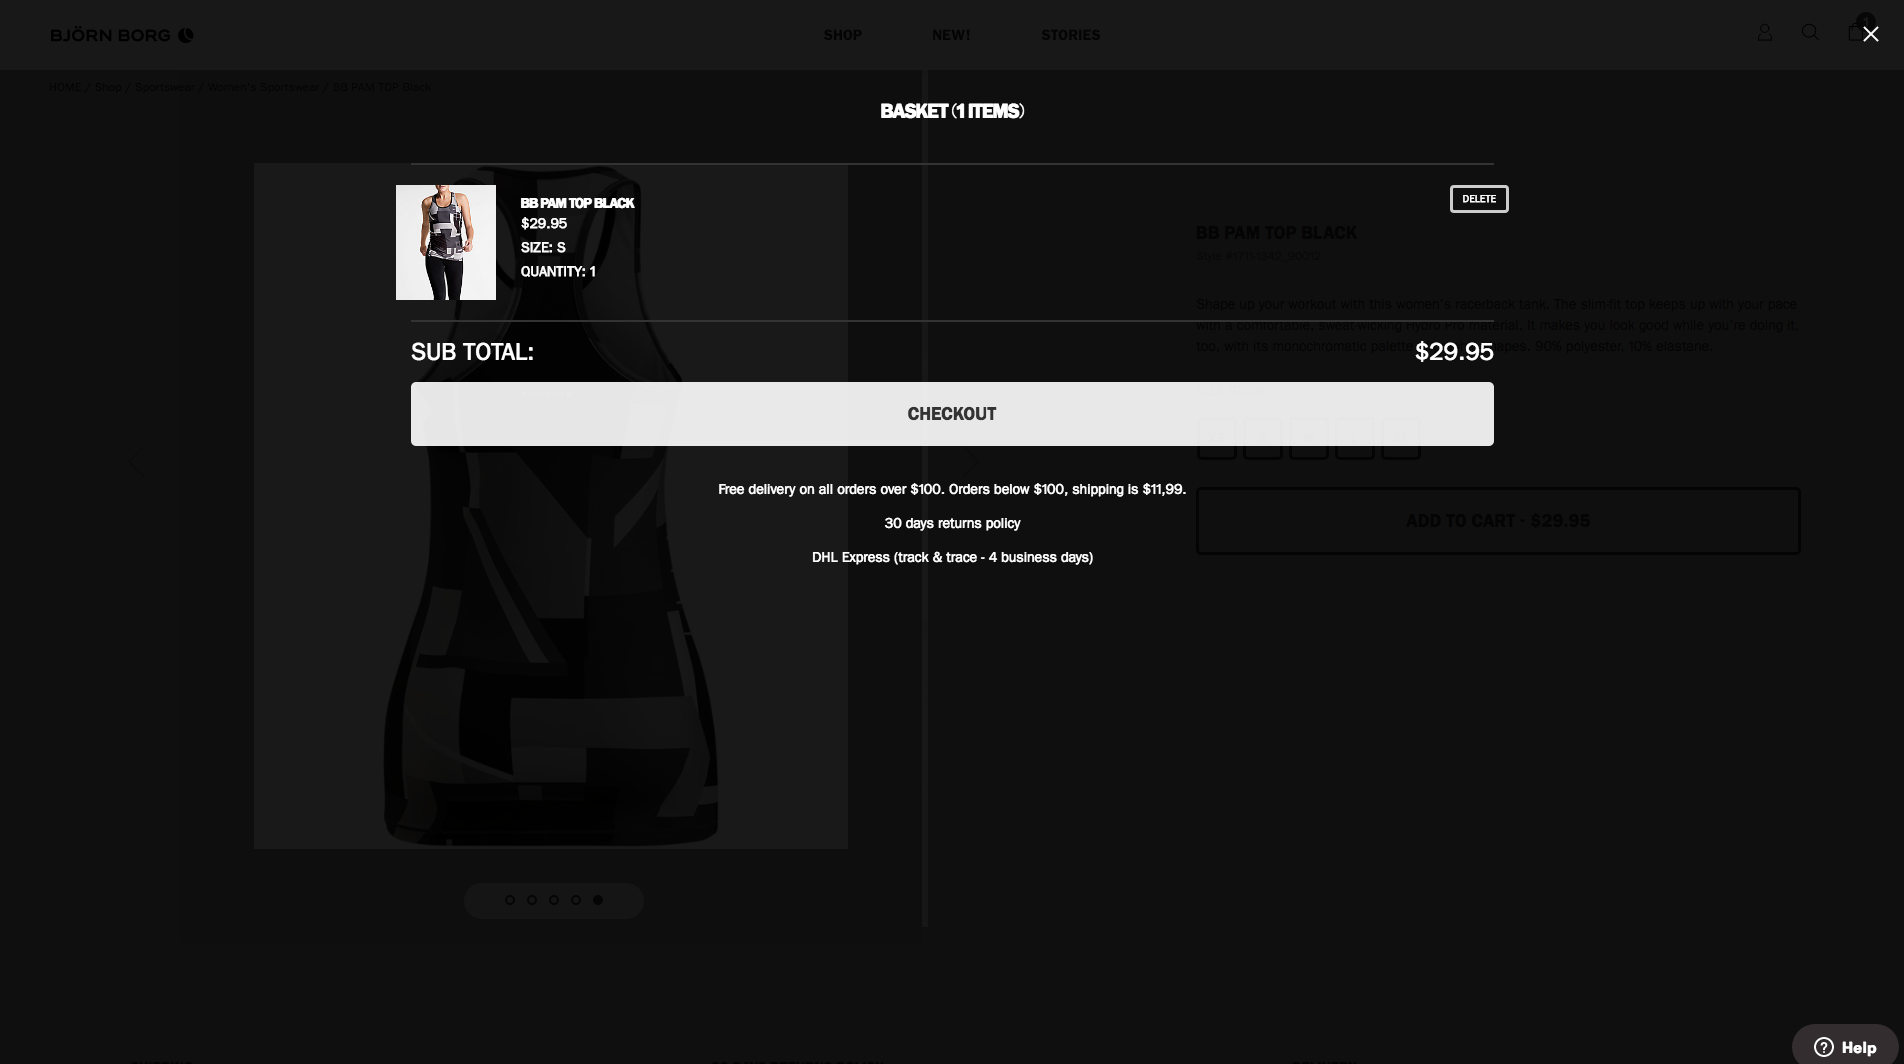 BJÖRN BORG
SHOP
NEW!
STORIES
1
HOME / Shop / Sportswear / Women's Sportswear / BB PAM TOP Black
BASKET (1 ITEMS)
BB PAM TOP BLACK
$29.95
SIZE: S
QUANTITY: 1
DELETE
BB PAM TOP BLACK
Shape up your workout with this women's racerback tank. The slim-fit top keeps up with your pace
with a comfortable, sweat-wicking Hydro Pro material. It makes you look good while you're doing it,
too, with its monochromatic palette apes. 90% polyester, 10% elastane.
SUB TOTAL:
$29.95
CHECKOUT
Free delivery on all orders over $100. Orders below $100, shipping is $11,99.
30 days returns policy
DHL Express (track & trace - 4 business days)
ADD TO CART - $29.95
Help